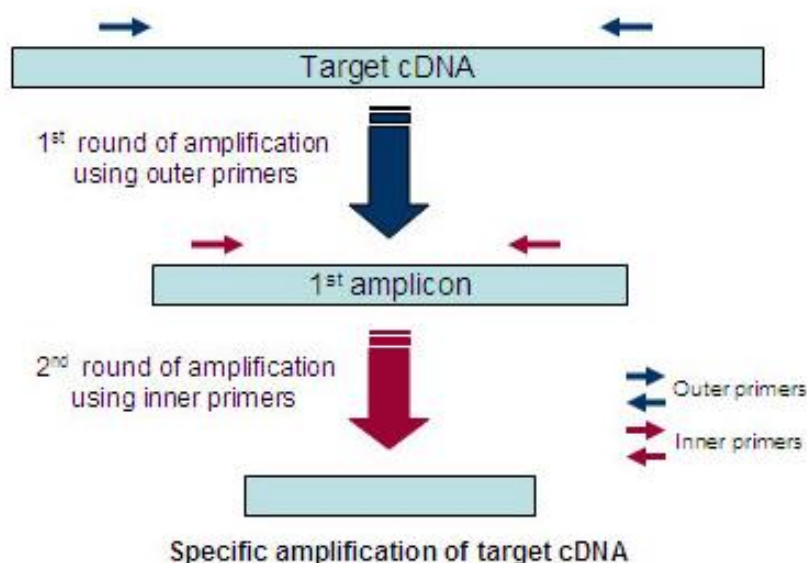 Target cDNA
1st round of amplification
using outer primers
1st amplicon
2nd round of amplification
using inner primers
Outer primers
Inner primers
Specific amplification of target cDNA